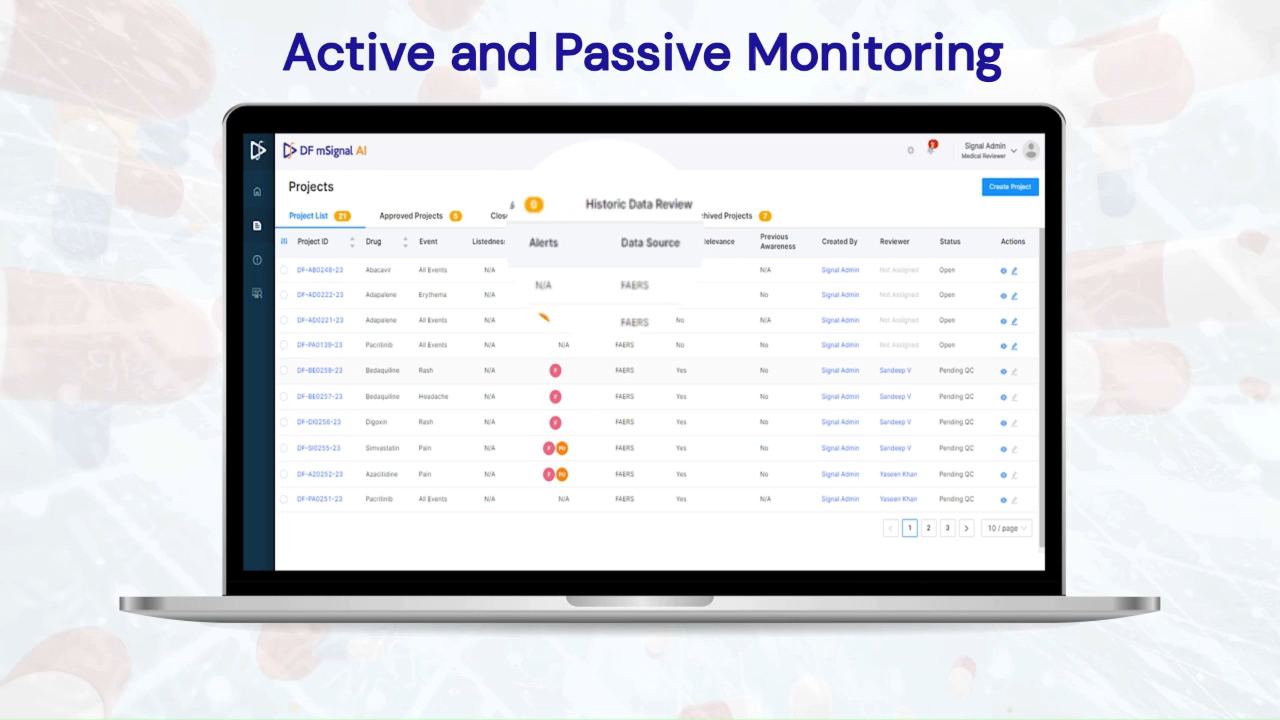 Active and Passive Monitoring
DF mSignal AI
2
Signal Admin
Medical Reviewer
Projects
Create Project
Project List 21 Approved Projects 5 Clos 0 Historic Data Review chived Projects 7
Project ID Drug Event Listedness Alerts Data Source Relevance Previous Awareness Created By Reviewer Status Actions
DF-AB0248-23 Abacavir All Events N/A N/A FAERS N/A Signal Admin Not Assigned Open
DF-AD0222-23 Adapalene Erythema N/A No Signal Admin Not Assigned Open
DF-AD0221-23 Adapalene All Events N/A FAERS No N/A Signal Admin Not Assigned Open
DF-PA0139-23 Pacritinib All Events N/A N/A FAERS No No Signal Admin Not Assigned Open
DF-BE0258-23 Bedaquiline Rash N/A F FAERS Yes No Signal Admin Sandeep V Pending QC
DF-BE0257-23 Bedaquiline Headache N/A F FAERS Yes No Signal Admin Sandeep V Pending QC
DF-DI0256-23 Digoxin Rash N/A F FAERS Yes No Signal Admin Sandeep V Pending QC
DF-SI0255-23 Simvastatin Pain N/A F PU FAERS Yes No Signal Admin Sandeep V Pending QC
DF-AZ0252-23 Azacitidine Pain N/A F PU FAERS Yes No Signal Admin Yaseen Khan Pending QC
DF-PA0251-23 Pacritinib All Events N/A N/A FAERS Yes N/A Signal Admin Yaseen Khan Pending QC
< 1 2 3 > 10 / page